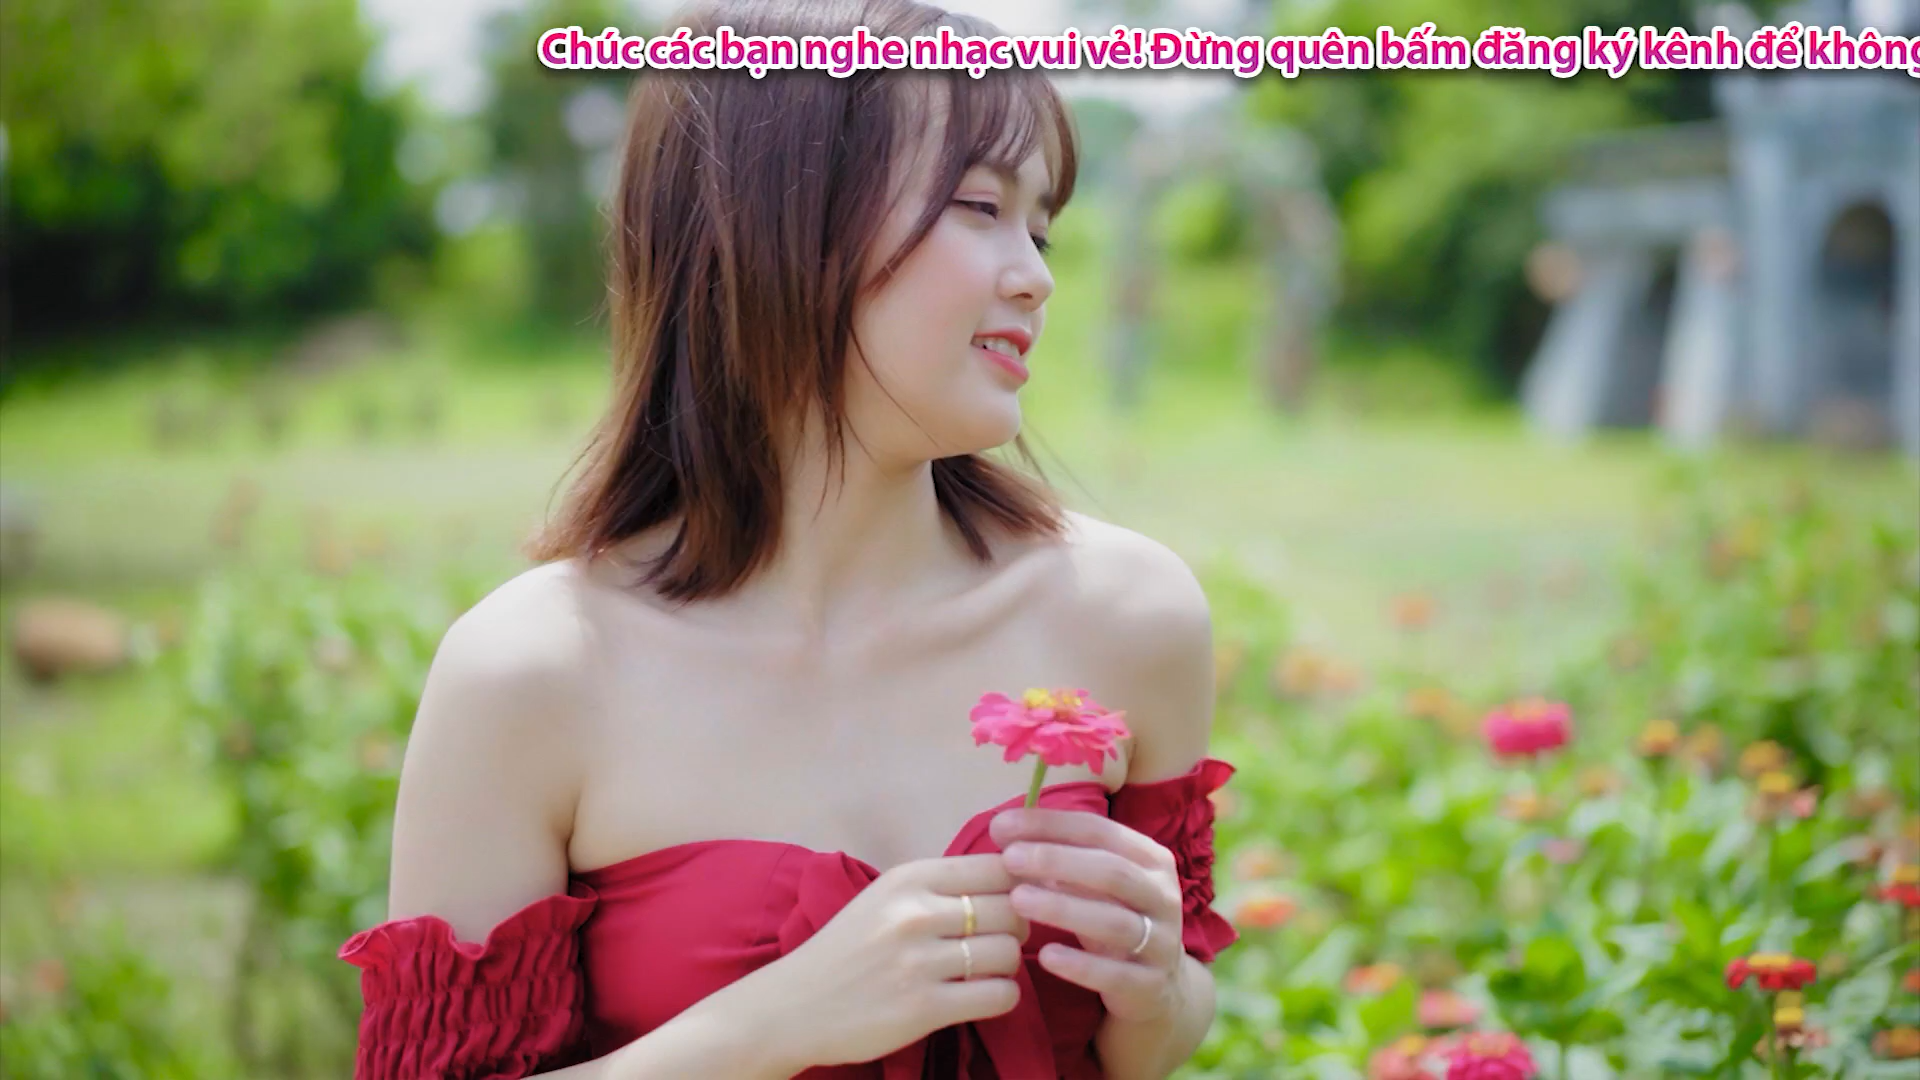 Chúc các bạn nghe nhạc vui vẻ! Đừng quên bấm đăng ký kênh để không